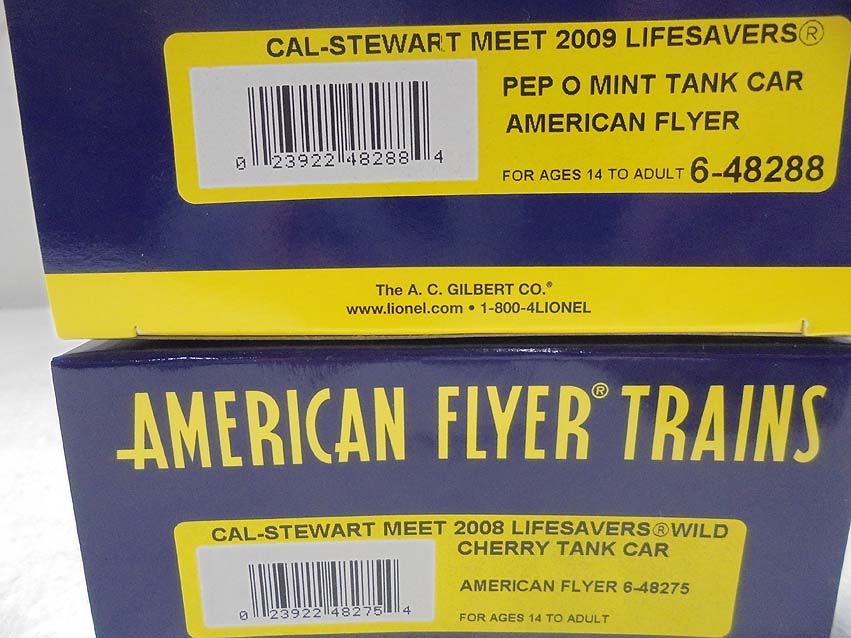 CAL-STEWART MEET 2009 LIFESAVERS®
PEP O MINT TANK CAR
AMERICAN FLYER
0 23922 48288 4
FOR AGES 14 TO ADULT 6-48288
The A. C. GILBERT CO.®
www.lionel.com • 1-800-4LIONEL
AMERICAN FLYER® TRAINS
CAL-STEWART MEET 2008 LIFESAVERS®WILD
CHERRY TANK CAR
AMERICAN FLYER 6-48275
0 23922 48275 4
FOR AGES 14 TO ADULT